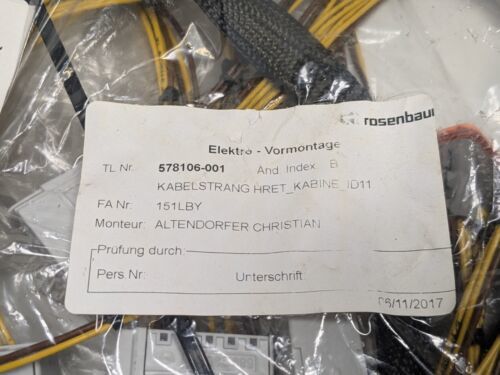 rosenbaur
Elektro - Vormontage
TL Nr. 578106-001 And. Index. B
KABELSTRANG HRET_KABINE_ID11
FA Nr. 151LBY
Monteur: ALTENDORFER CHRISTIAN
Prüfung durch:
Pers.Nr: Unterschrift
06/11/2017